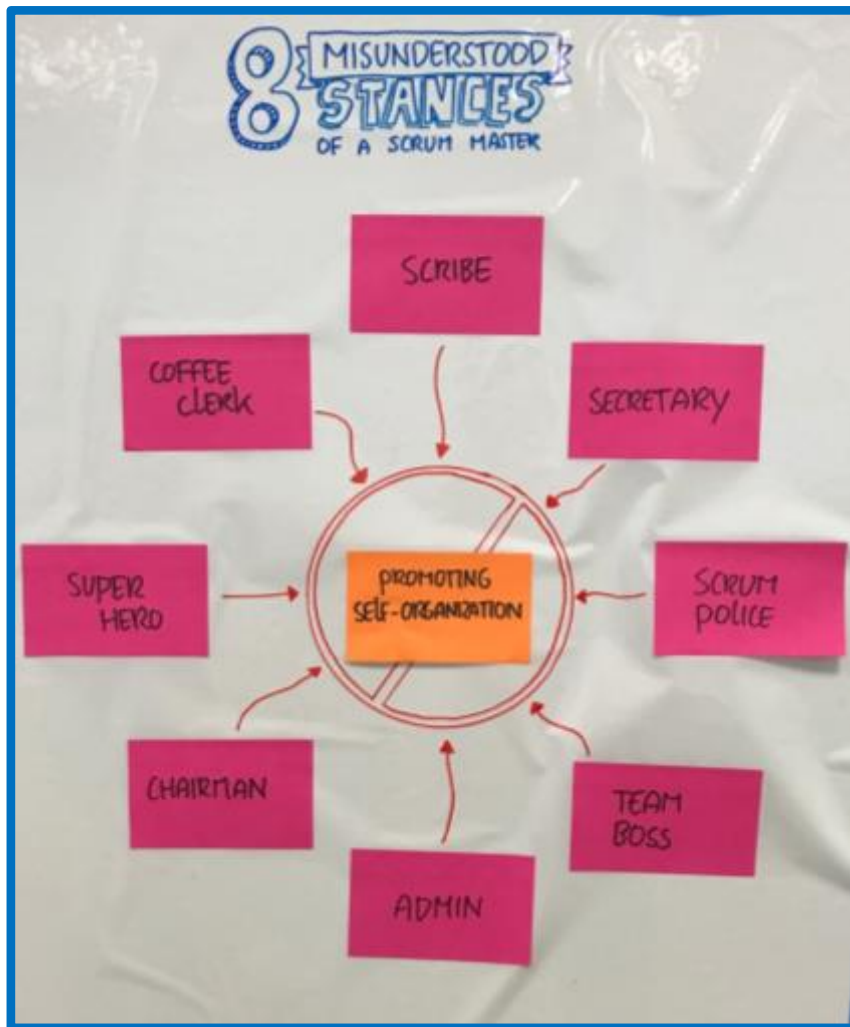 8 MISUNDERSTOOD
STANCES
OF A SCRUM MASTER
SCRIBE
COFFEE
CLERK
SECRETARY
SUPER
HERO
PROMOTING
SELF-ORGANIZATION
SCRUM
POLICE
CHAIRMAN
TEAM
BOSS
ADMIN